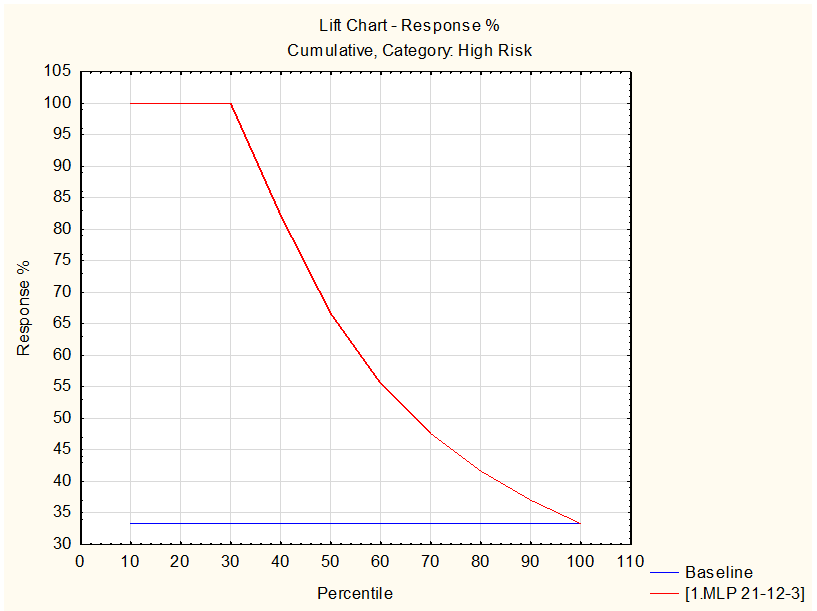 Lift Chart - Response %
Cumulative, Category: High Risk
105
100
95
90
85
80
75
70
65
60
55
50
45
40
35
30
Response %
0 10 20 30 40 50 60 70 80 90 100 110
Percentile
Baseline
[1.MLP 21-12-3]